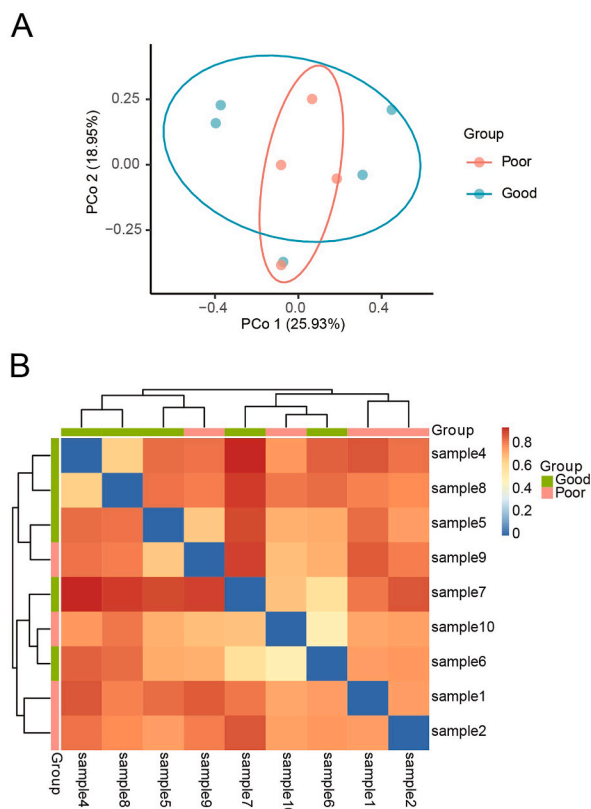 A
PCo 2 (18.95%)
0.25
0.00
−0.25
−0.4
0.0
0.4
PCo 1 (25.93%)
Group
Poor
Good
B
Group
sample4
sample8
sample5
sample9
sample7
sample10
sample6
sample1
sample2
0.8
0.6
0.4
0.2
0
Group
Good
Poor
Group
sample4
sample8
sample5
sample9
sample7
sample10
sample6
sample1
sample2